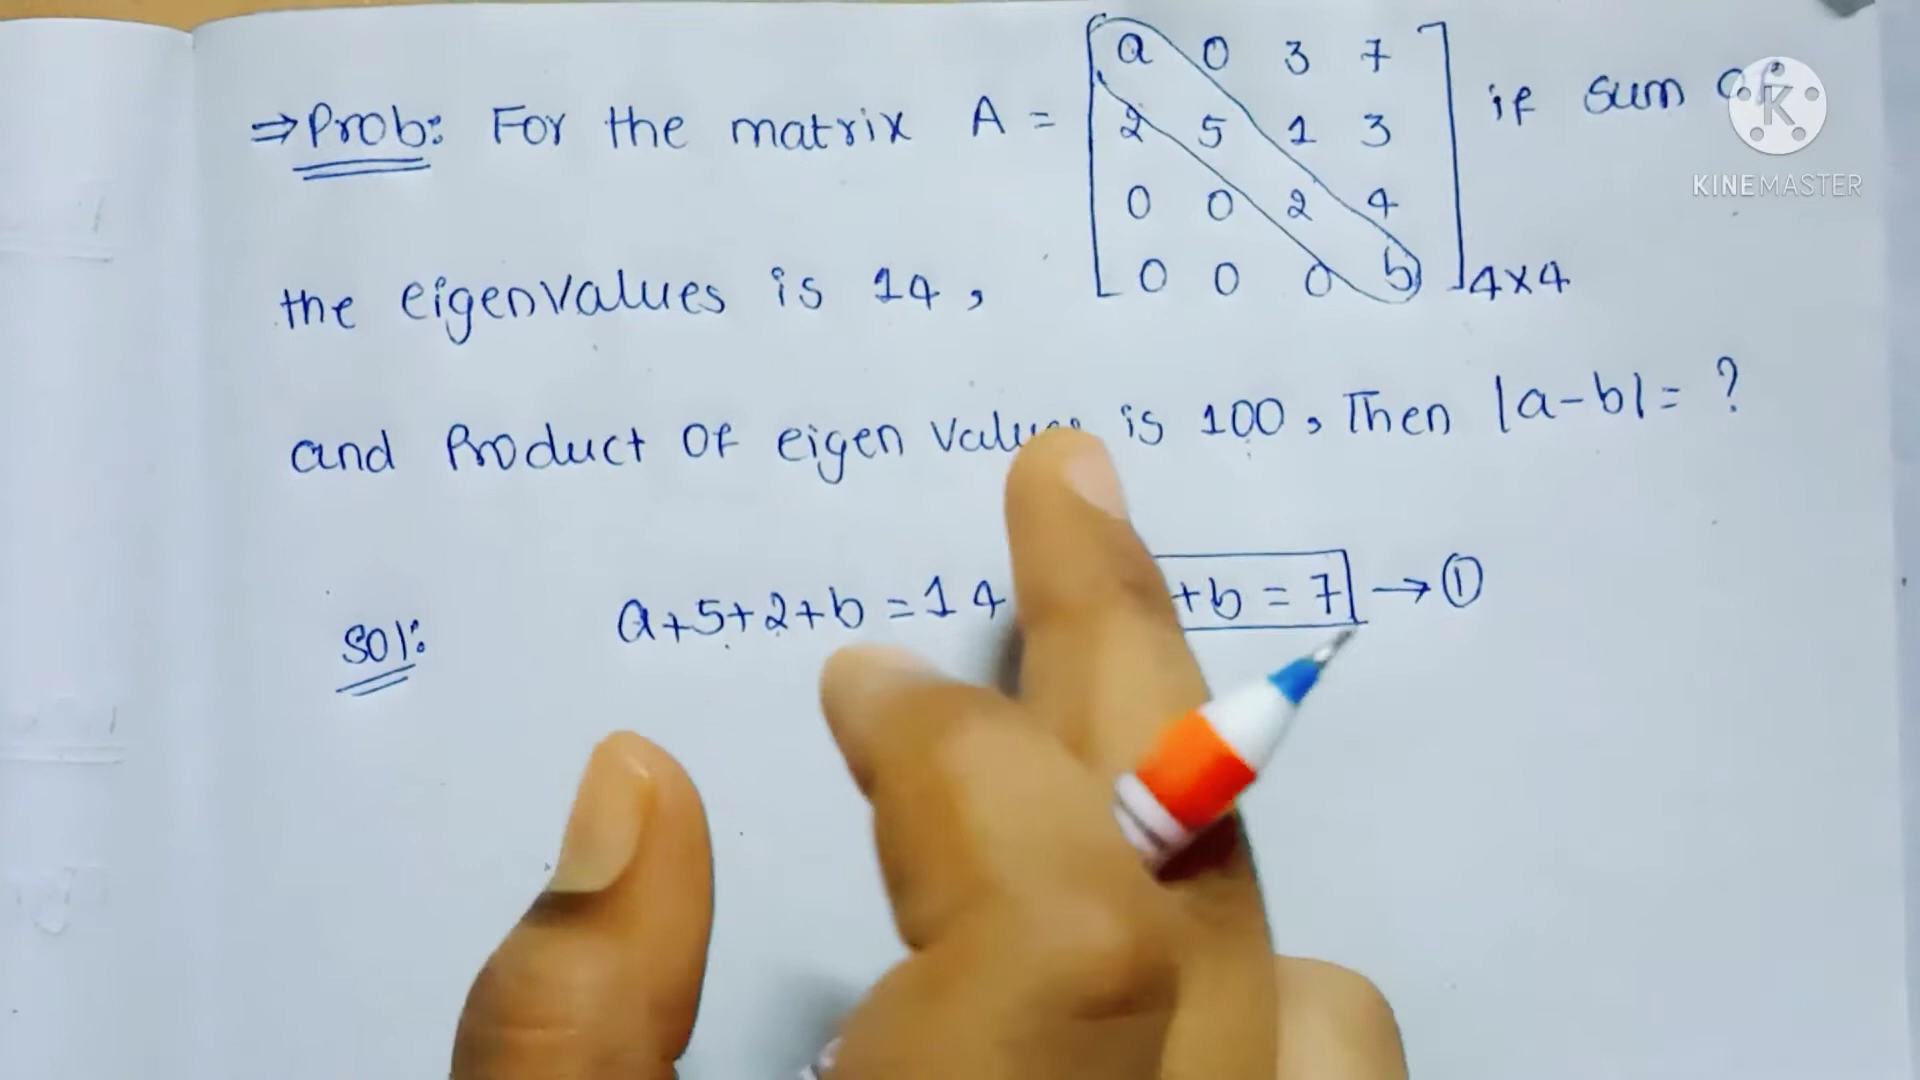 ⇒Prob: For the matrix A = [ a 0 3 7 if sum of
2 5 1 3
0 0 2 4
0 0 0 b ]4×4
the eigenvalues is 14,
and Product of eigen values is 100, Then |a-b| = ?
Sol: a+5+2+b = 14 +b = 7 → ①
K
KINEMASTER